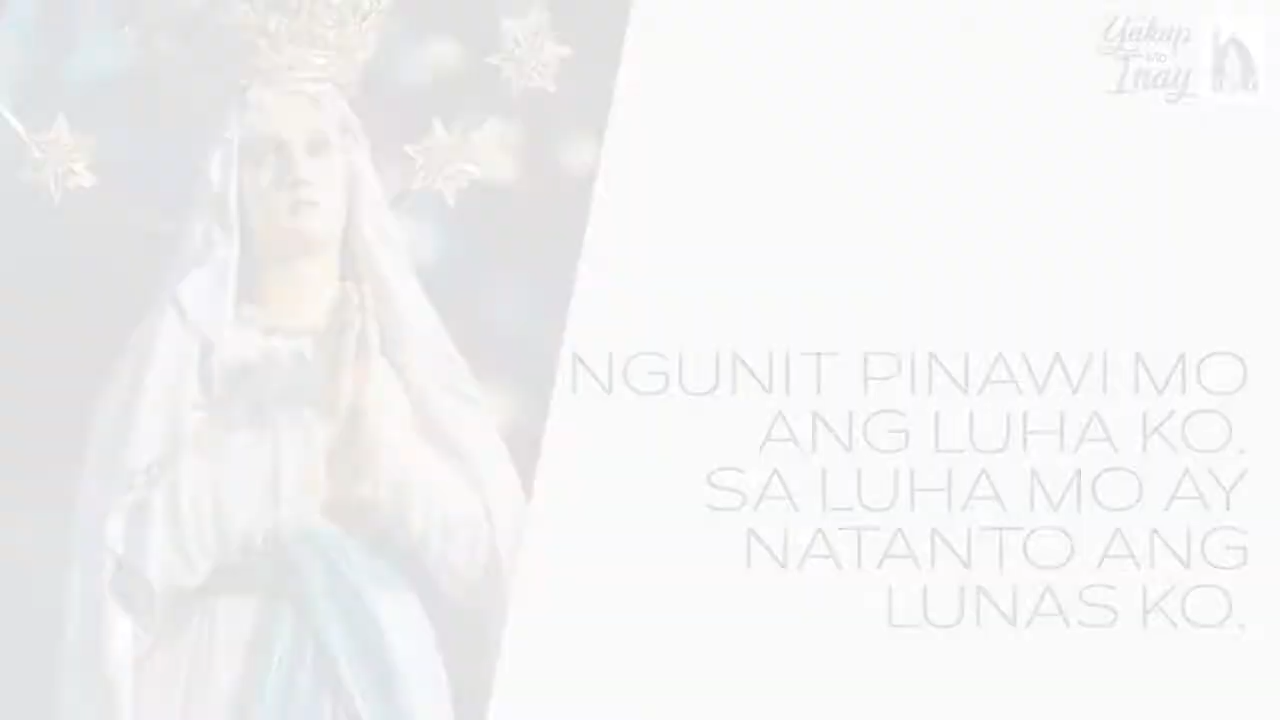 Yakap
Inay
NGUNIT PINAWI MO
ANG LUHA KO.
SA LUHA MO AY
NATANTO ANG
LUNAS KO.